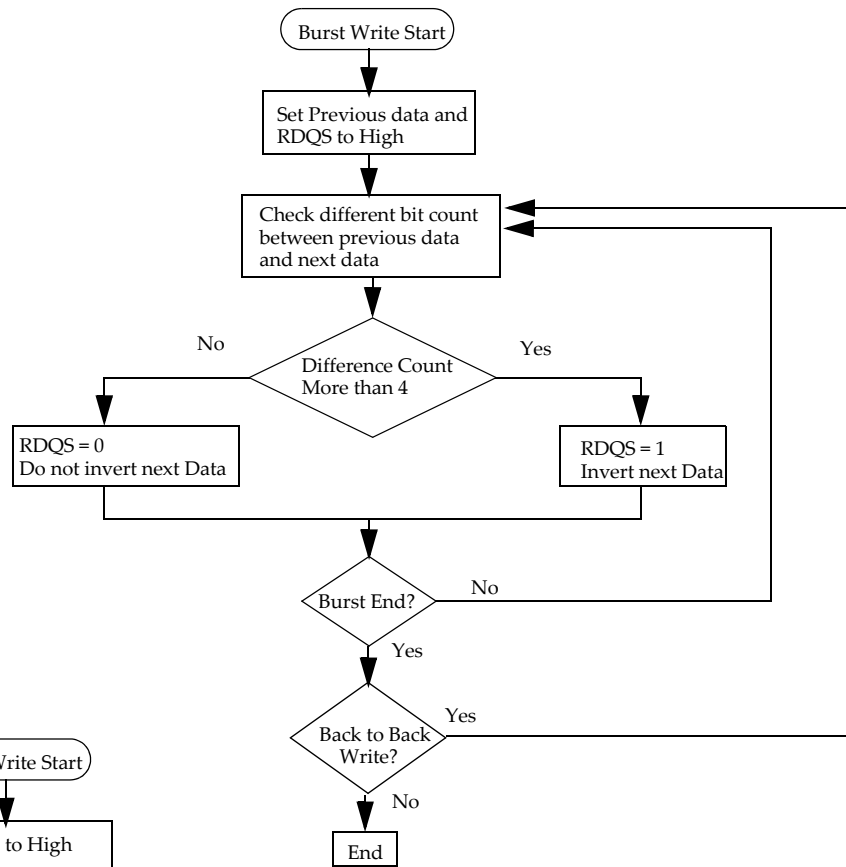 Burst Write Start
Set Previous data and
RDQS to High
Check different bit count
between previous data
and next data
No
Yes
Difference Count
More than 4
RDQS = 0
Do not invert next Data
RDQS = 1
Invert next Data
Burst End?
No
Yes
Back to Back
Write?
Yes
No
End
Write Start
to High